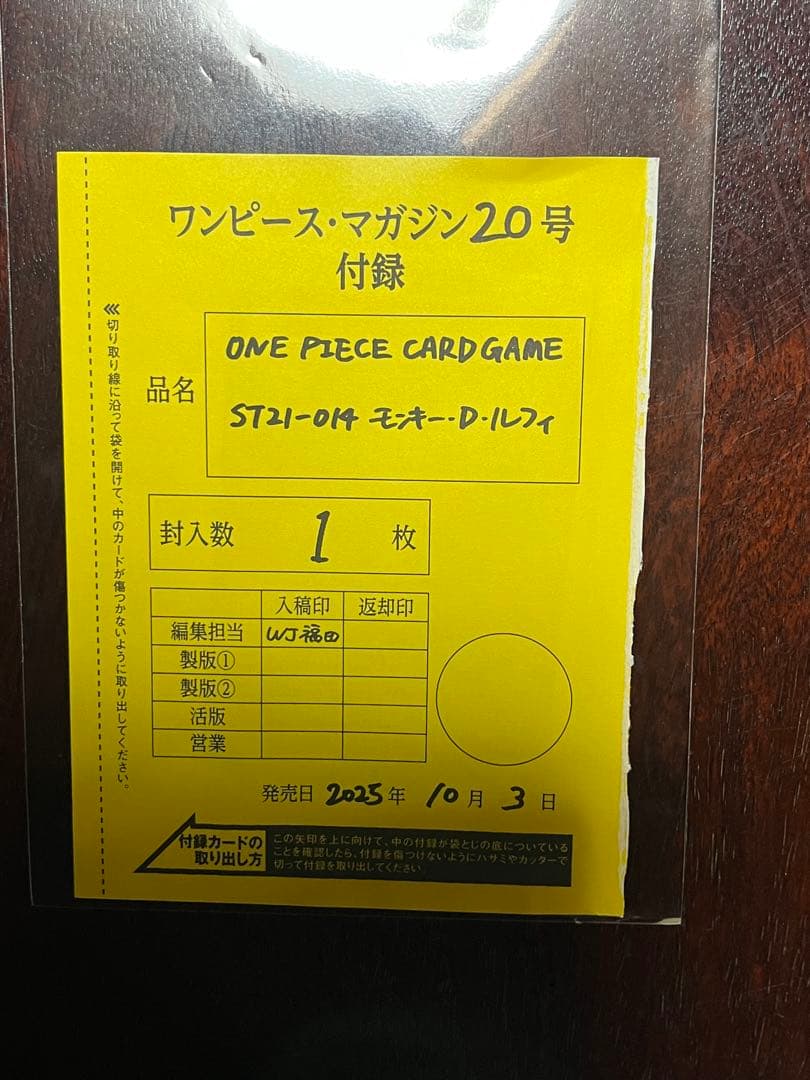 ワンピース・マガジン20号
付録
品名
ONE PIECE CARD GAME
ST21-014 モンキー・D・ルフィ
封入数 1 枚
入稿印 返却印
編集担当 WJ福田
製版①
製版②
活版
営業
発売日 2025年 10月 3日
⋘切り取り線に沿って袋を開けて、中のカードが傷つかないように取り出してください。
付録カードの
取り出し方
この矢印を上に向けて、中の付録が袋とじの底についている
ことを確認したら、付録を傷つけないようにハサミやカッターで
切って付録を取り出してください。